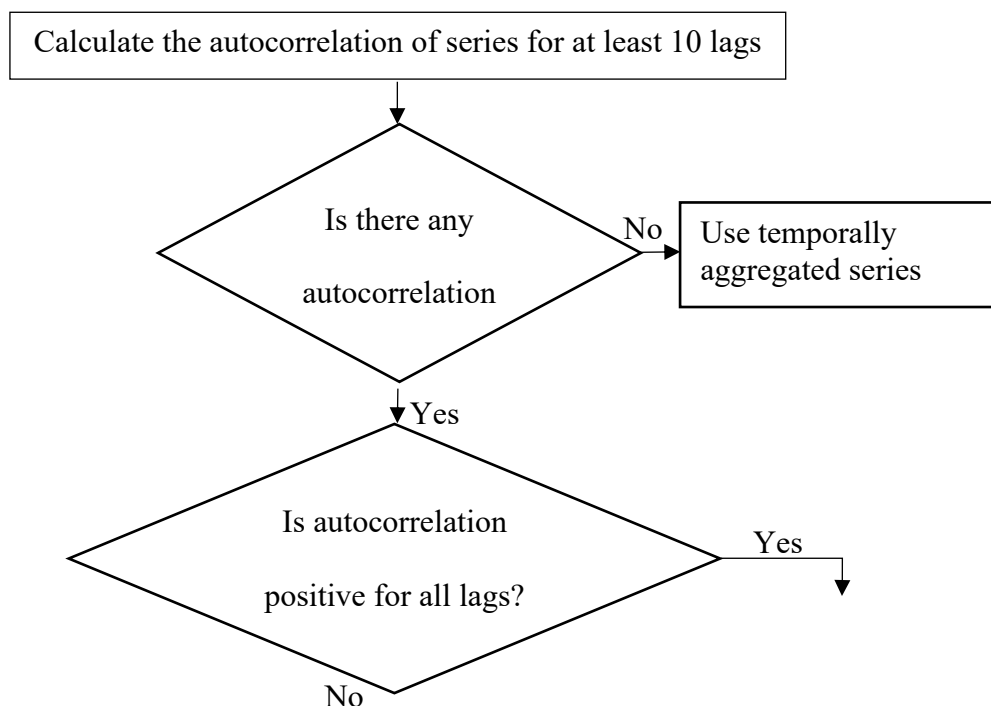 Calculate the autocorrelation of series for at least 10 lags
Is there any
autocorrelation
No
Use temporally
aggregated series
Yes
Is autocorrelation
positive for all lags?
Yes
No